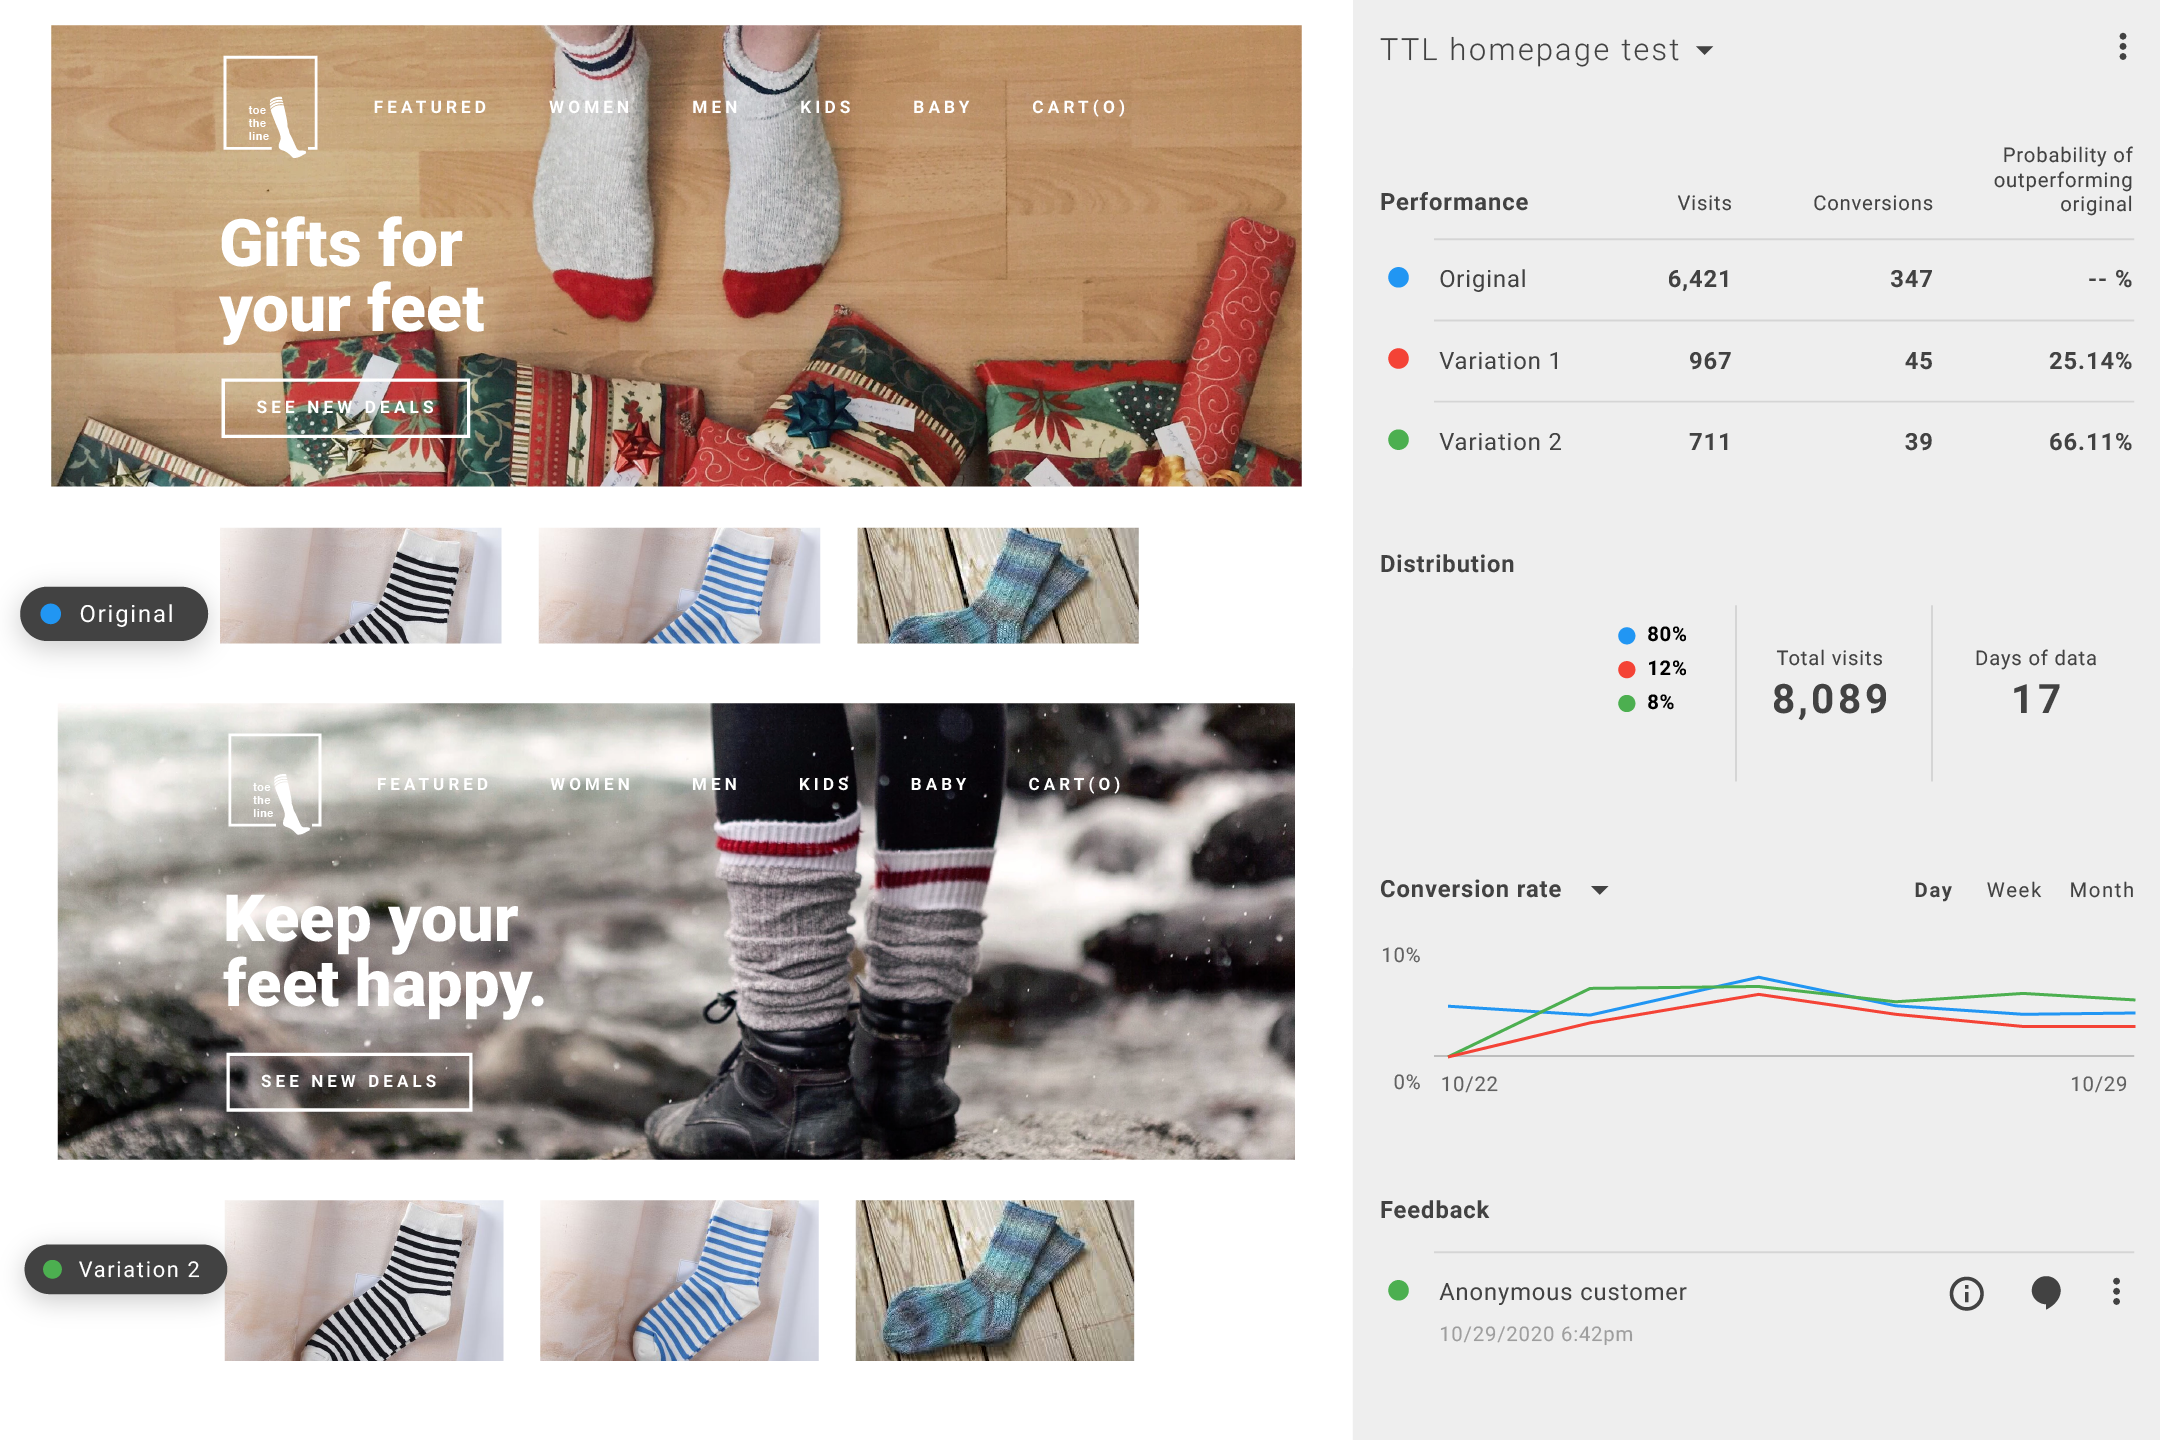 toe
the
line
FEATURED WOMEN MEN KIDS BABY CART(0)
Gifts for
your feet
SEE NEW DEALS
Original
toe
the
line
FEATURED WOMEN MEN KIDS BABY CART(0)
Keep your
feet happy.
SEE NEW DEALS
Variation 2
TTL homepage test
Performance Visits Conversions Probability of
outperforming
original
Original 6,421 347 -- %
Variation 1 967 45 25.14%
Variation 2 711 39 66.11%
Distribution
80%
12%
8%
Total visits
8,089
Days of data
17
Conversion rate Day Week Month
10%
0% 10/22 10/29
Feedback
Anonymous customer
10/29/2020 6:42pm